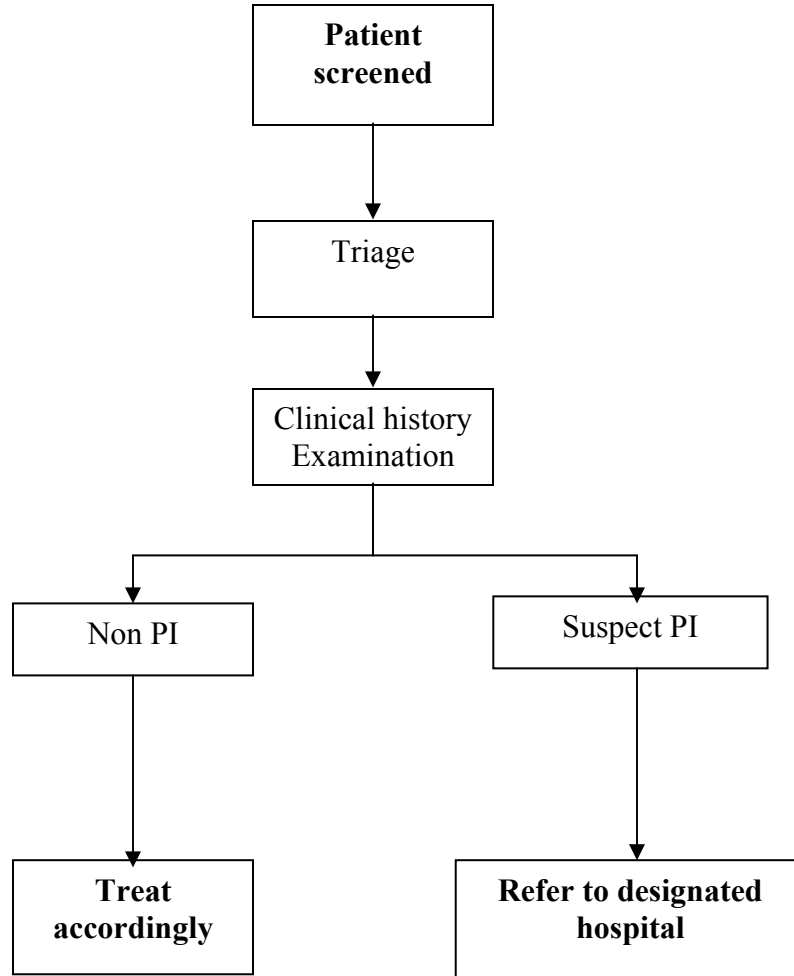 Patient
screened
Triage
Clinical history
Examination
Non PI
Suspect PI
Treat
accordingly
Refer to designated
hospital